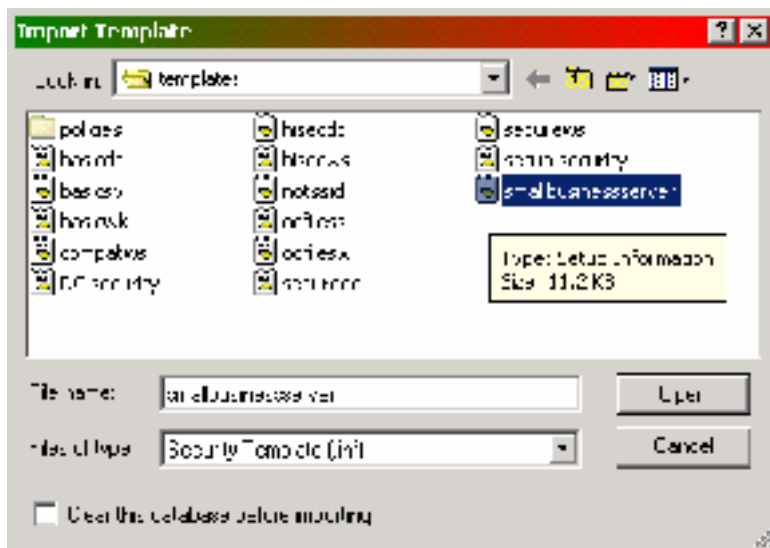 Import Template
Look in: templates
policies hisecdc securews
basicdc hisecws setup security
basicsv notssid smallbusinessserver
basicwk ocfiless
compatws ocfilesw
DC security securedc
Type: Setup Information
Size: 11.2 KB
File name: smallbusinessserver Open
Files of type: Security Template (.inf) Cancel
Clear this database before importing